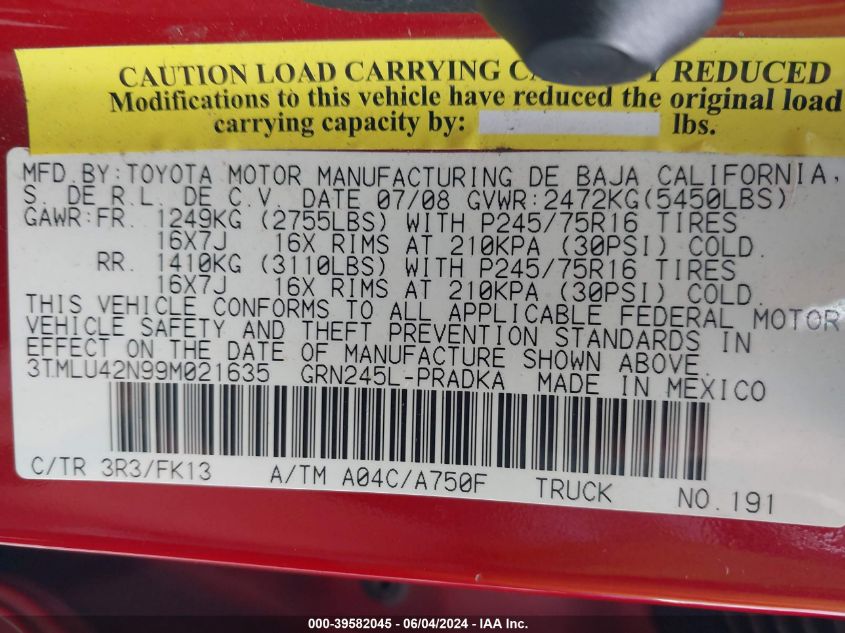 CAUTION LOAD CARRYING REDUCED
Modifications to this vehicle have reduced the original load
carrying capacity by: lbs.
MFD. BY: TOYOTA MOTOR MANUFACTURING DE BAJA CALIFORNIA,
S. DE R.L. DE C.V. DATE 07/08 GVWR:2472KG(5450LBS)
GAWR:FR. 1249KG (2755LBS) WITH P245/75R16 TIRES
16X7J 16X RIMS AT 210KPA (30PSI) COLD.
RR. 1410KG (3110LBS) WITH P245/75R16 TIRES
16X7J 16X RIMS AT 210KPA (30PSI) COLD.
THIS VEHICLE CONFORMS TO ALL APPLICABLE FEDERAL MOTOR
VEHICLE SAFETY AND THEFT PREVENTION STANDARDS IN
EFFECT ON THE DATE OF MANUFACTURE SHOWN ABOVE.
3TMLU42N99M021635 GRN245L-PRADKA MADE IN MEXICO
C/TR 3R3/FK13 A/TM A04C/A750F TRUCK NO.191
000-39582045 - 06/04/2024 - IAA Inc.